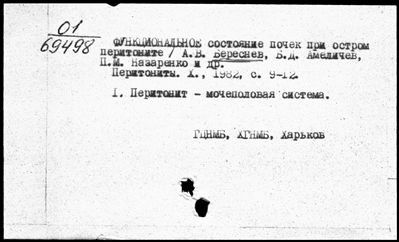 01
69498
ФУНКЦИОНАЛЬНОЕ состояние почек при остром
перитоните / А.В. Береснев, В.Д. Амеличев,
П.М. Назаренко и др.
Перитониты. Х., 1982, с. 9-12.
1. Перитонит - мочеполовая система.
ГЦНМБ, ХГНМБ, Харьков